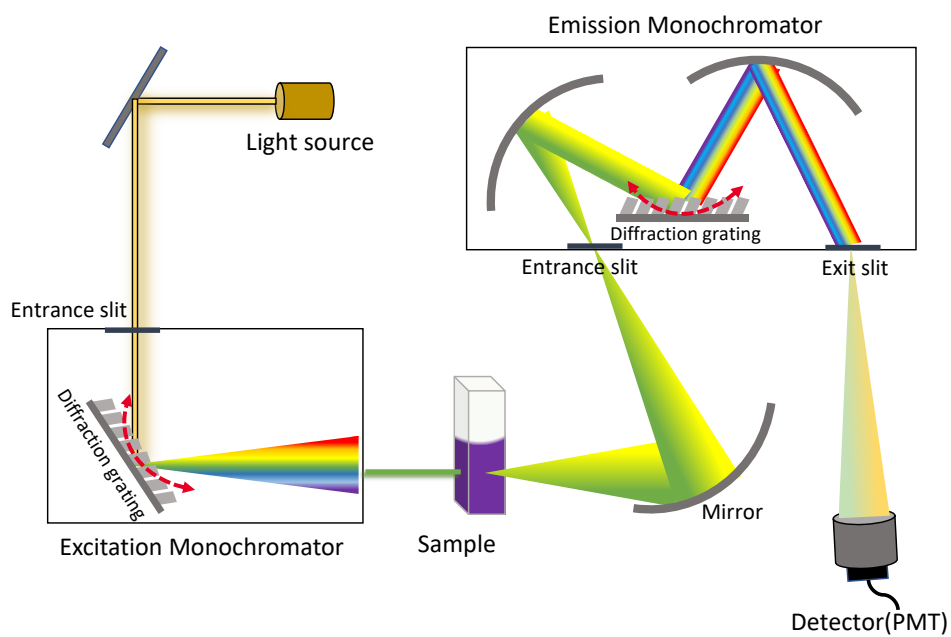 Emission Monochromator
Light source
Diffraction grating
Entrance slit
Exit slit
Entrance slit
Diffraction grating
Mirror
Excitation Monochromator
Sample
Detector(PMT)